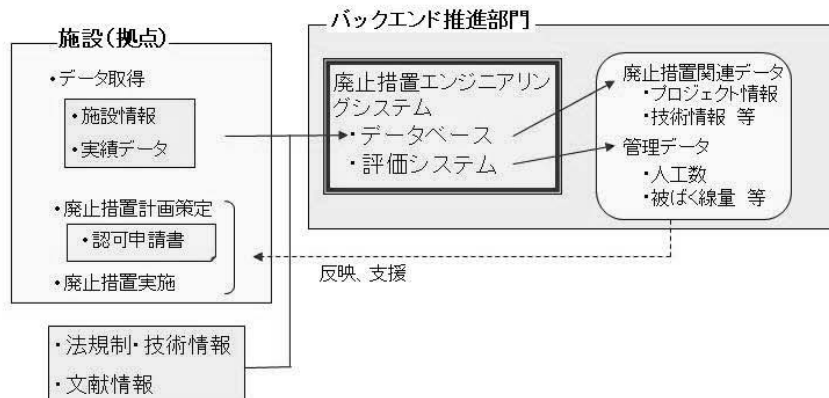 施設(拠点)
・データ取得
・施設情報
・実績データ
・廃止措置計画策定
・認可申請書
・廃止措置実施
・法規制・技術情報
・文献情報
バックエンド推進部門
廃止措置エンジニアリン
グシステム
・データベース
・評価システム
廃止措置関連データ
・プロジェクト情報
・技術情報 等
管理データ
・人工数
・被ばく線量 等
反映、支援